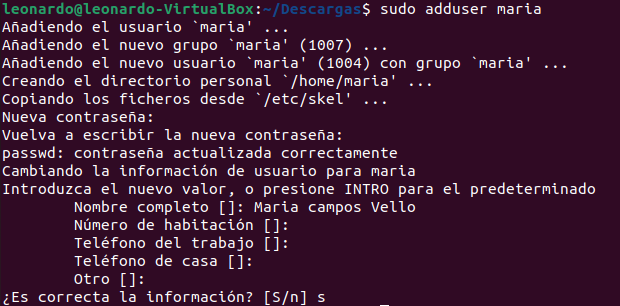 leonardo@leonardo-VirtualBox:~/Descargas$ sudo adduser maria
Añadiendo el usuario `maria' ...
Añadiendo el nuevo grupo `maria' (1007) ...
Añadiendo el nuevo usuario `maria' (1004) con grupo `maria' ...
Creando el directorio personal `/home/maria' ...
Copiando los ficheros desde `/etc/skel' ...
Nueva contraseña:
Vuelva a escribir la nueva contraseña:
passwd: contraseña actualizada correctamente
Cambiando la información de usuario para maria
Introduzca el nuevo valor, o presione INTRO para el predeterminado
Nombre completo []: Maria campos Vello
Número de habitación []:
Teléfono del trabajo []:
Teléfono de casa []:
Otro []:
¿Es correcta la información? [S/n] s